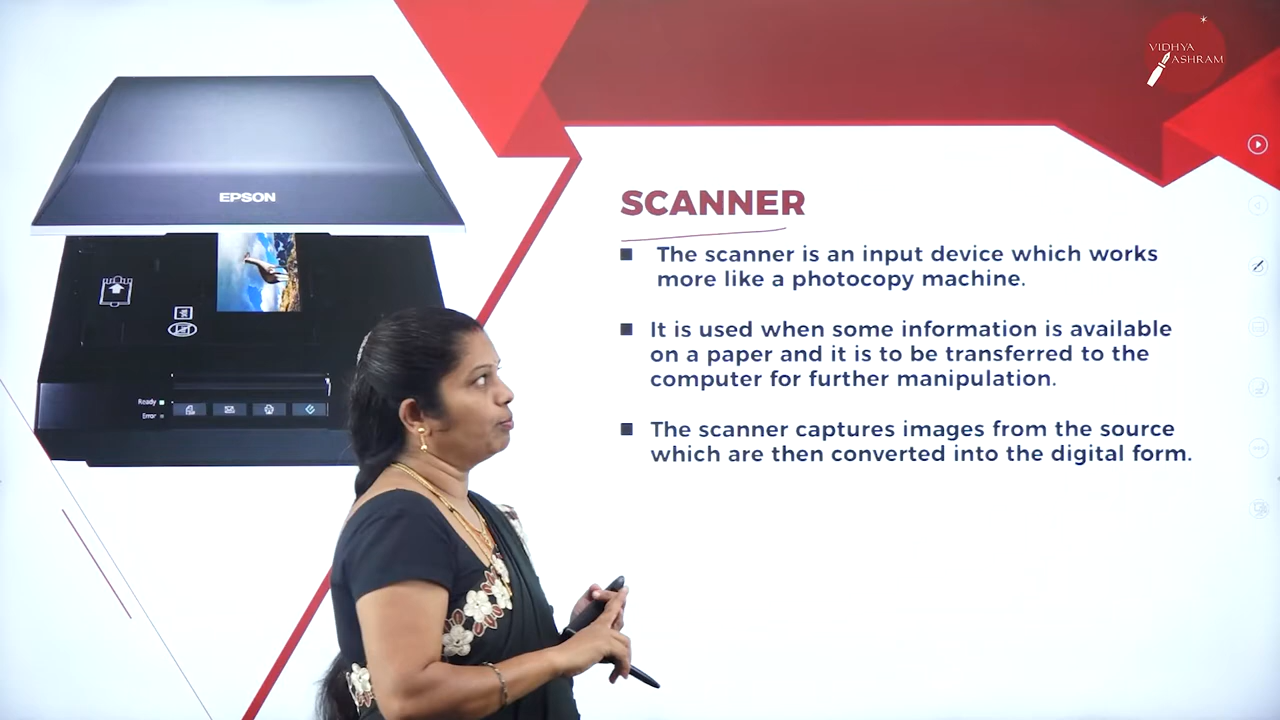 VIDHYA
ASHRAM
EPSON
SCANNER
The scanner is an input device which works
more like a photocopy machine.
It is used when some information is available
on a paper and it is to be transferred to the
computer for further manipulation.
The scanner captures images from the source
which are then converted into the digital form.
Ready
Error